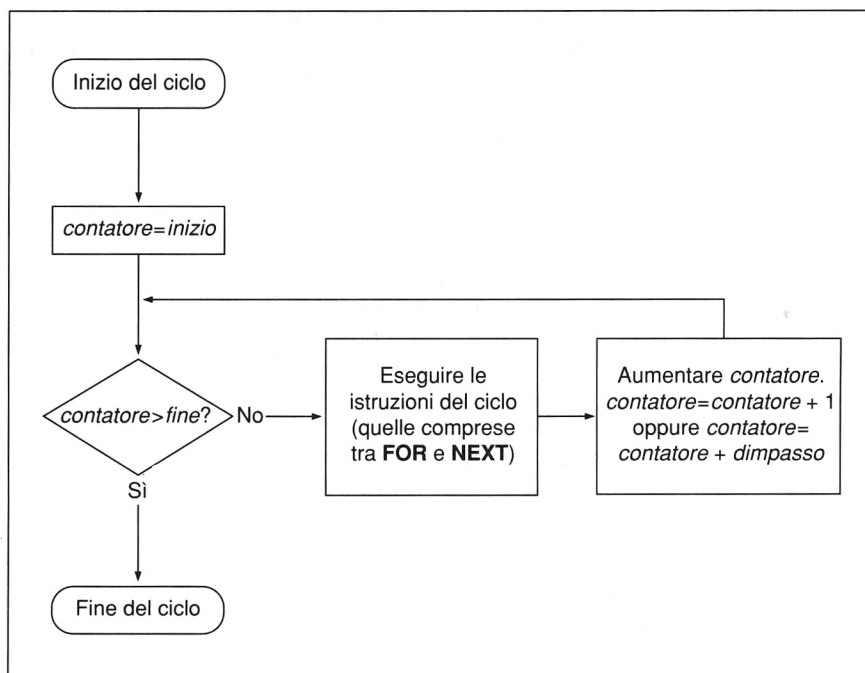 Inizio del ciclo
contatore=inizio
contatore>fine?
No
Eseguire le
istruzioni del ciclo
(quelle comprese
tra FOR e NEXT)
Aumentare contatore.
contatore=contatore + 1
oppure contatore=
contatore + dimpasso
Sì
Fine del ciclo